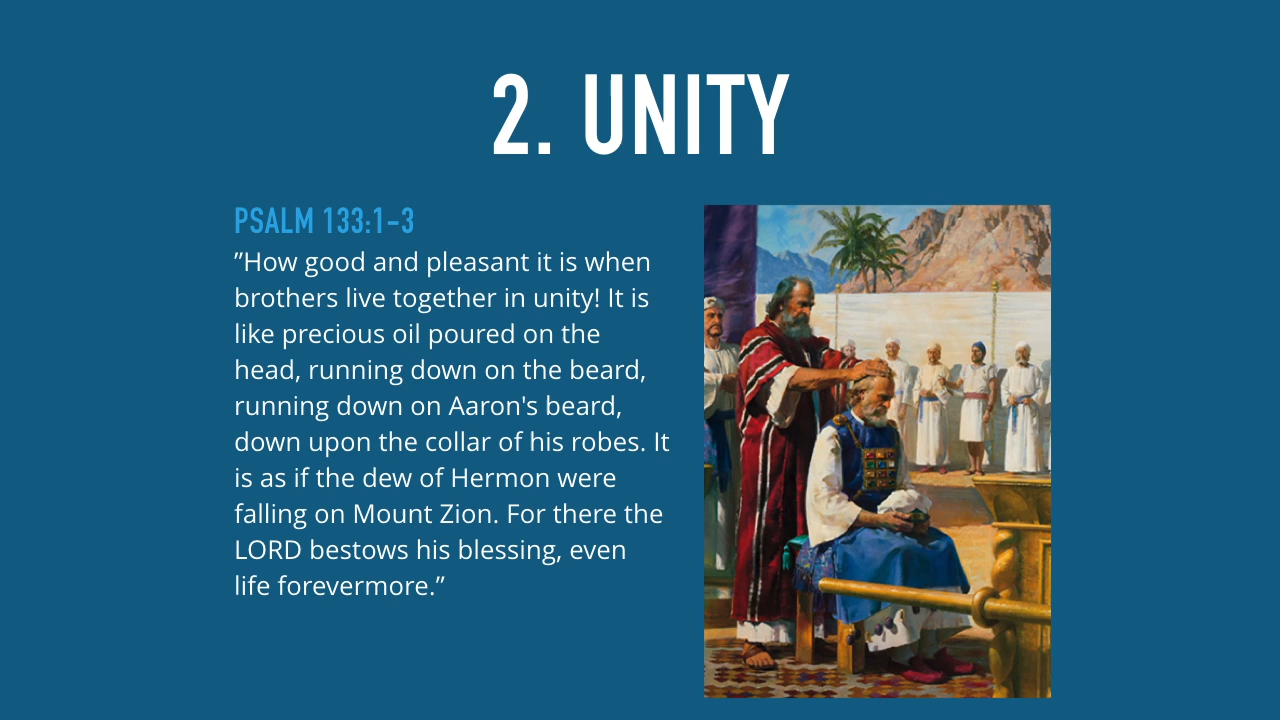 2. UNITY
PSALM 133:1-3
”How good and pleasant it is when
brothers live together in unity! It is
like precious oil poured on the
head, running down on the beard,
running down on Aaron's beard,
down upon the collar of his robes. It
is as if the dew of Hermon were
falling on Mount Zion. For there the
LORD bestows his blessing, even
life forevermore.”